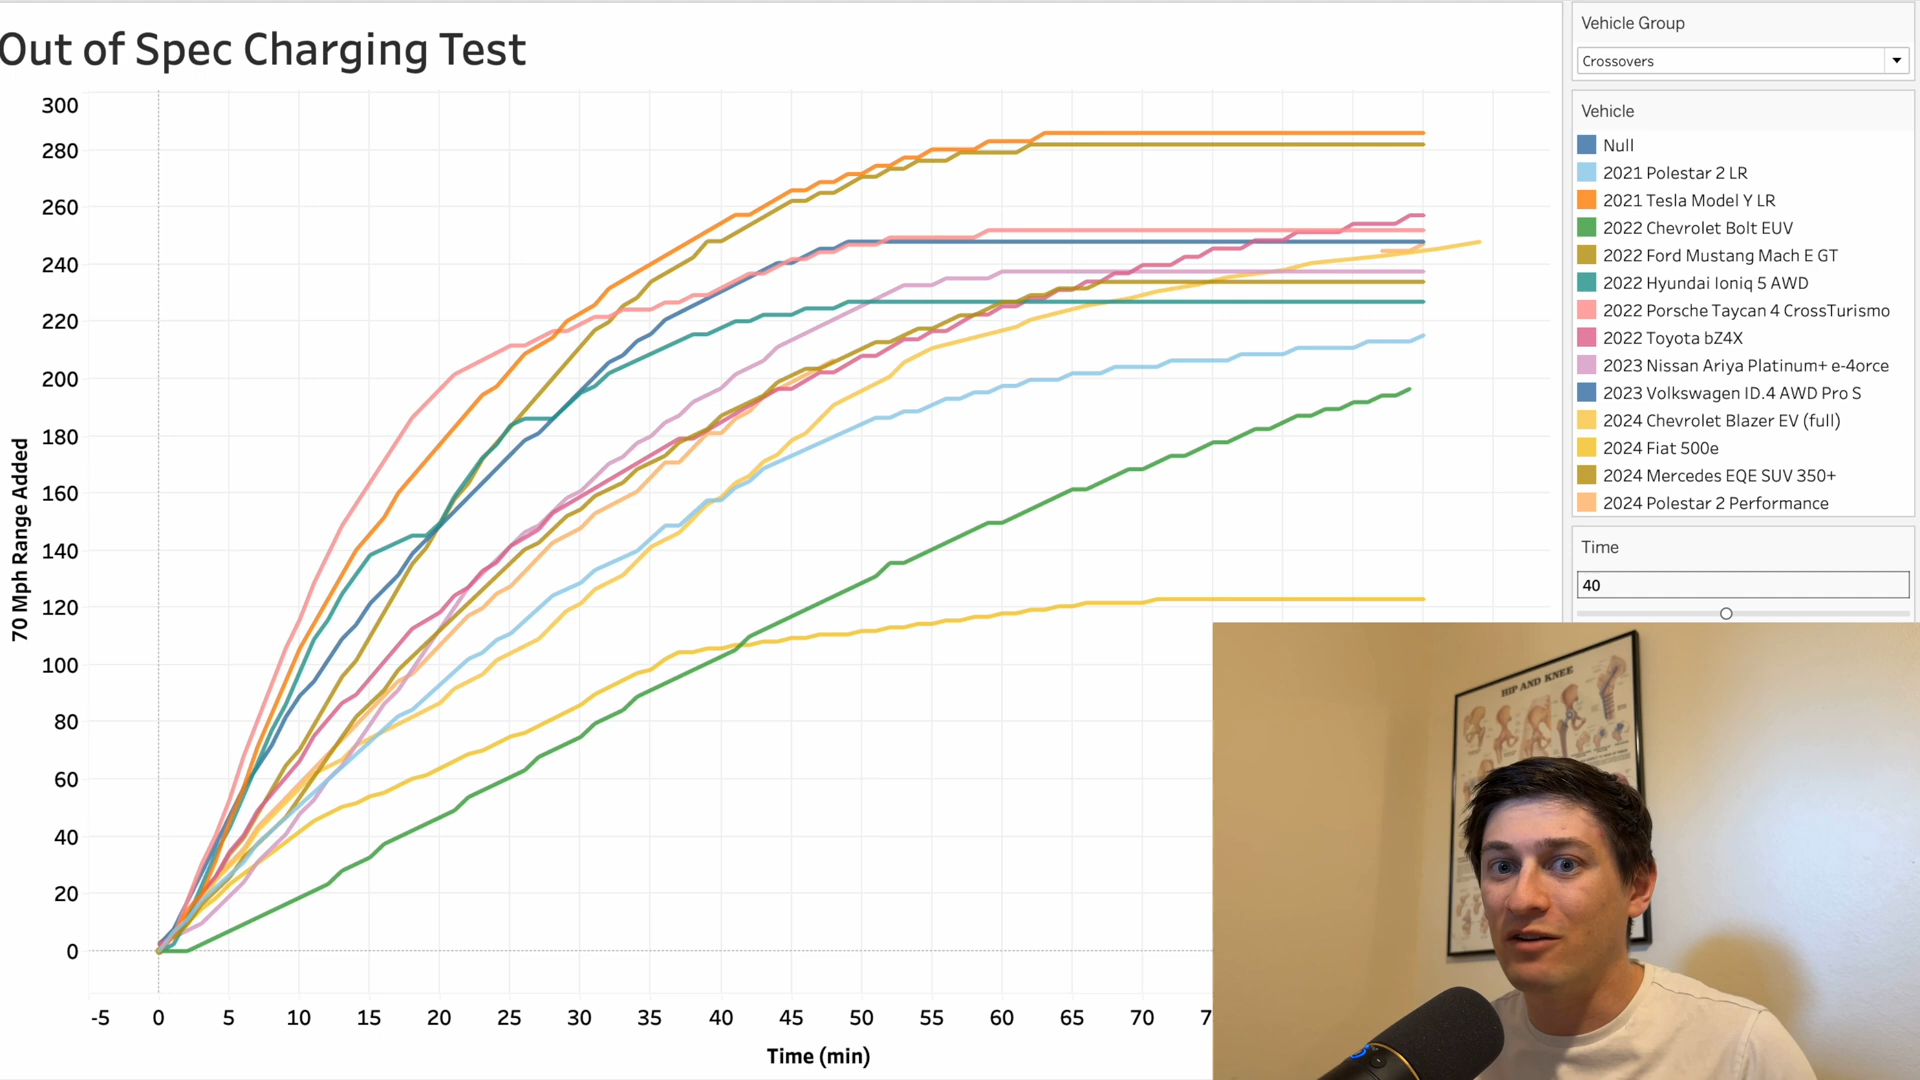 Out of Spec Charging Test
Vehicle Group
Crossovers
Vehicle
Null
2021 Polestar 2 LR
2021 Tesla Model Y LR
2022 Chevrolet Bolt EUV
2022 Ford Mustang Mach E GT
2022 Hyundai Ioniq 5 AWD
2022 Porsche Taycan 4 CrossTurismo
2022 Toyota bZ4X
2023 Nissan Ariya Platinum+ e-4orce
2023 Volkswagen ID.4 AWD Pro S
2024 Chevrolet Blazer EV (full)
2024 Fiat 500e
2024 Mercedes EQE SUV 350+
2024 Polestar 2 Performance
Time
40
70 Mph Range Added
300
280
260
240
220
200
180
160
140
120
100
80
60
40
20
0
-5 0 5 10 15 20 25 30 35 40 45 50 55 60 65 70 7
Time (min)
HIP AND KNEE